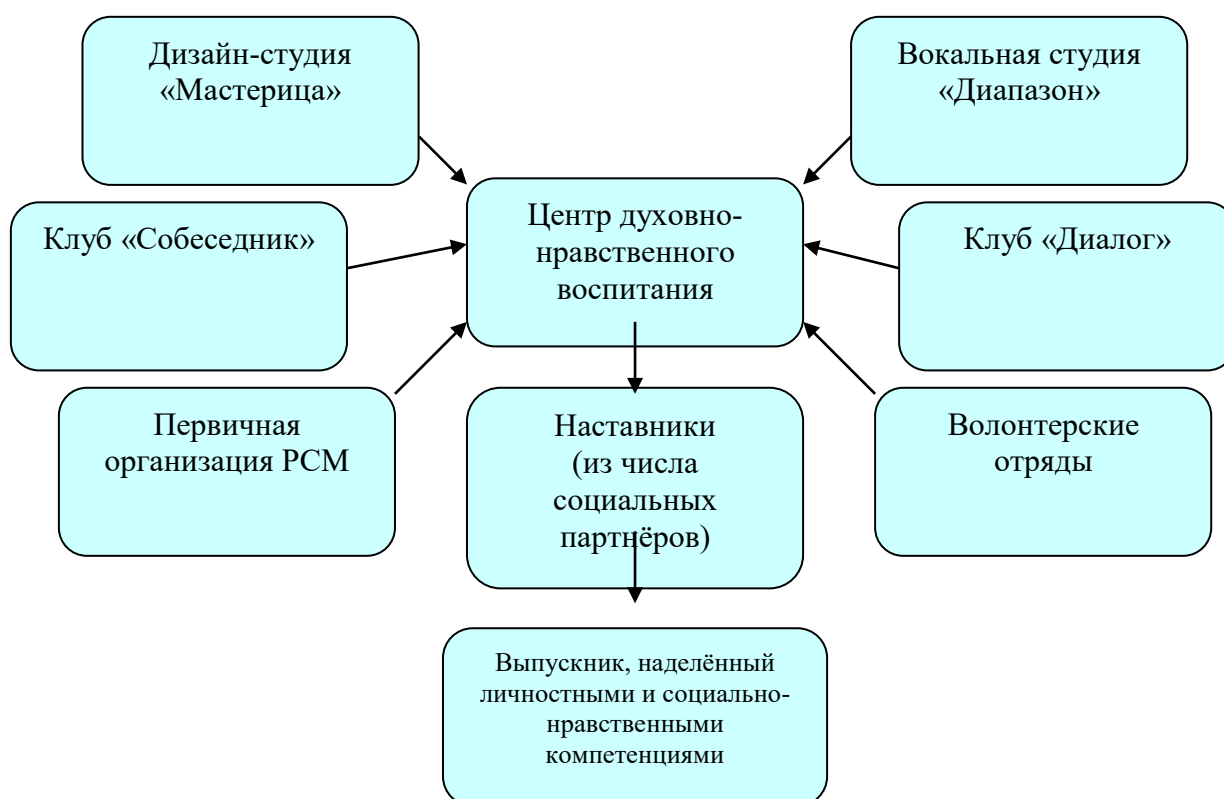 Дизайн-студия
«Мастерица»
Вокальная студия
«Диапазон»
Клуб «Собеседник»
Центр духовно-
нравственного
воспитания
Клуб «Диалог»
Первичная
организация РСМ
Наставники
(из числа
социальных
партнёров)
Волонтерские
отряды
Выпускник, наделённый
личностными и социально-
нравственными
компетенциями